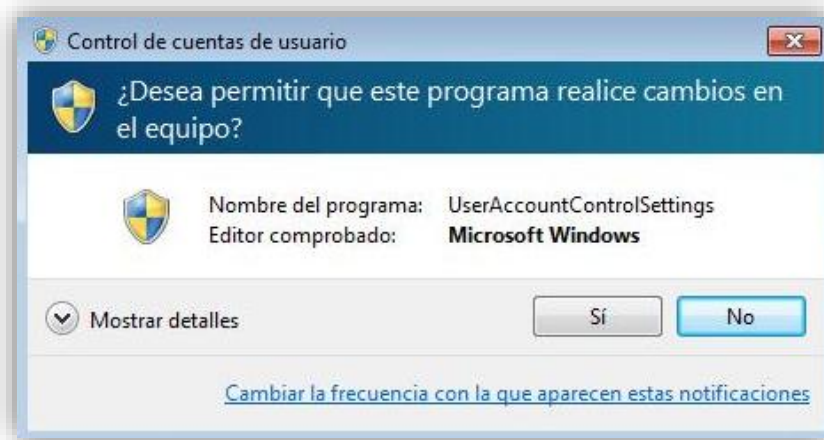 Control de cuentas de usuario
¿Desea permitir que este programa realice cambios en
el equipo?
Nombre del programa: UserAccountControlSettings
Editor comprobado: Microsoft Windows
Mostrar detalles Sí No
Cambiar la frecuencia con la que aparecen estas notificaciones